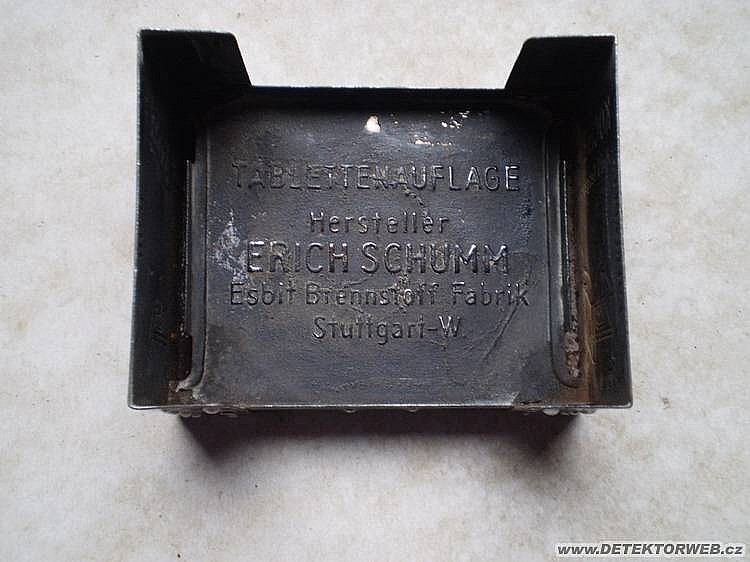 TABLETTENAUFLAGE
Hersteller
ERICH SCHUMM
Esbit Brennstoff Fabrik
Stuttgart-W.
www.DETEKTORWEB.cz